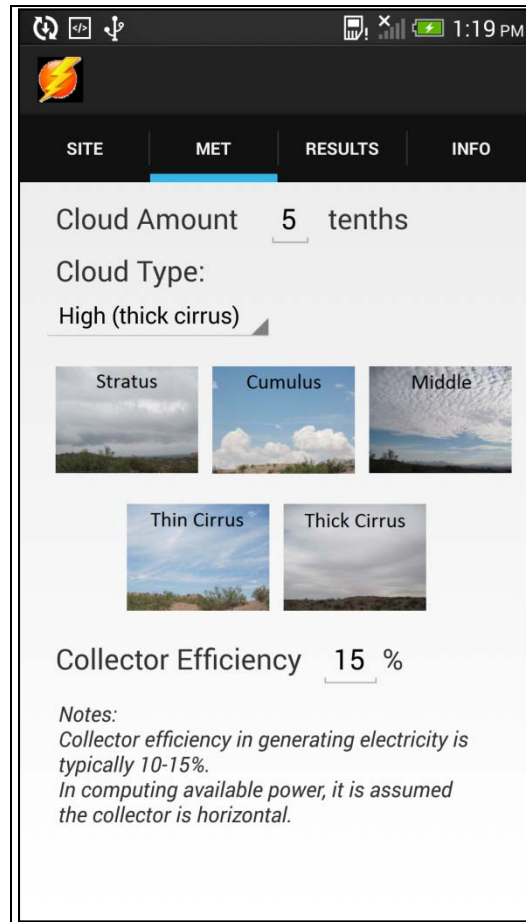 1:19 PM
SITE MET RESULTS INFO
Cloud Amount 5 tenths
Cloud Type:
High (thick cirrus)
Stratus Cumulus Middle
Thin Cirrus Thick Cirrus
Collector Efficiency 15 %
Notes:
Collector efficiency in generating electricity is
typically 10-15%.
In computing available power, it is assumed
the collector is horizontal.